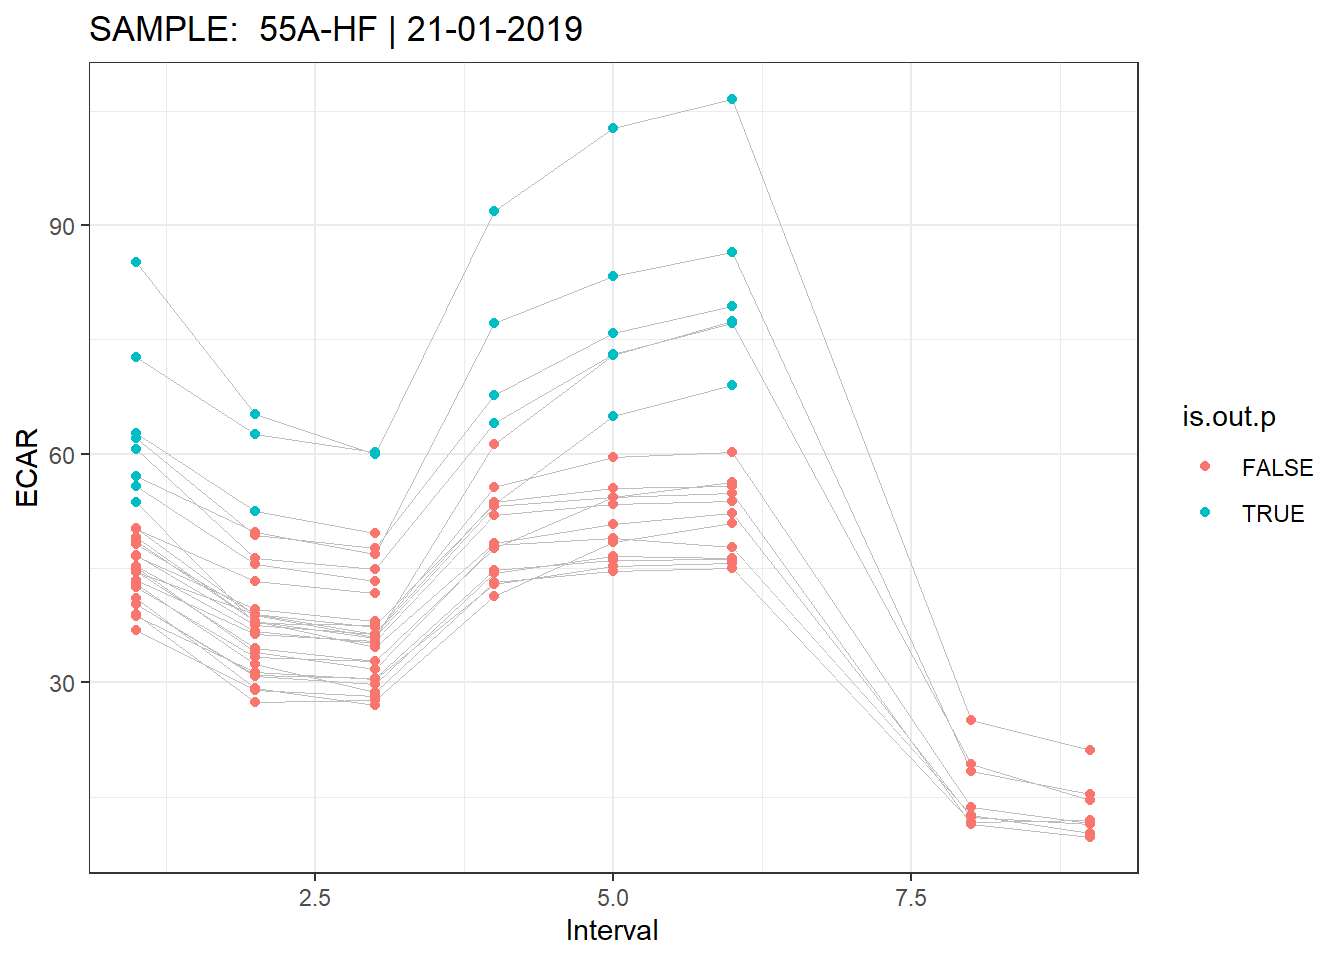 SAMPLE:  55A-HF | 21-01-2019
ECAR
90
60
30
2.5
5.0
7.5
Interval
is.out.p
FALSE
TRUE